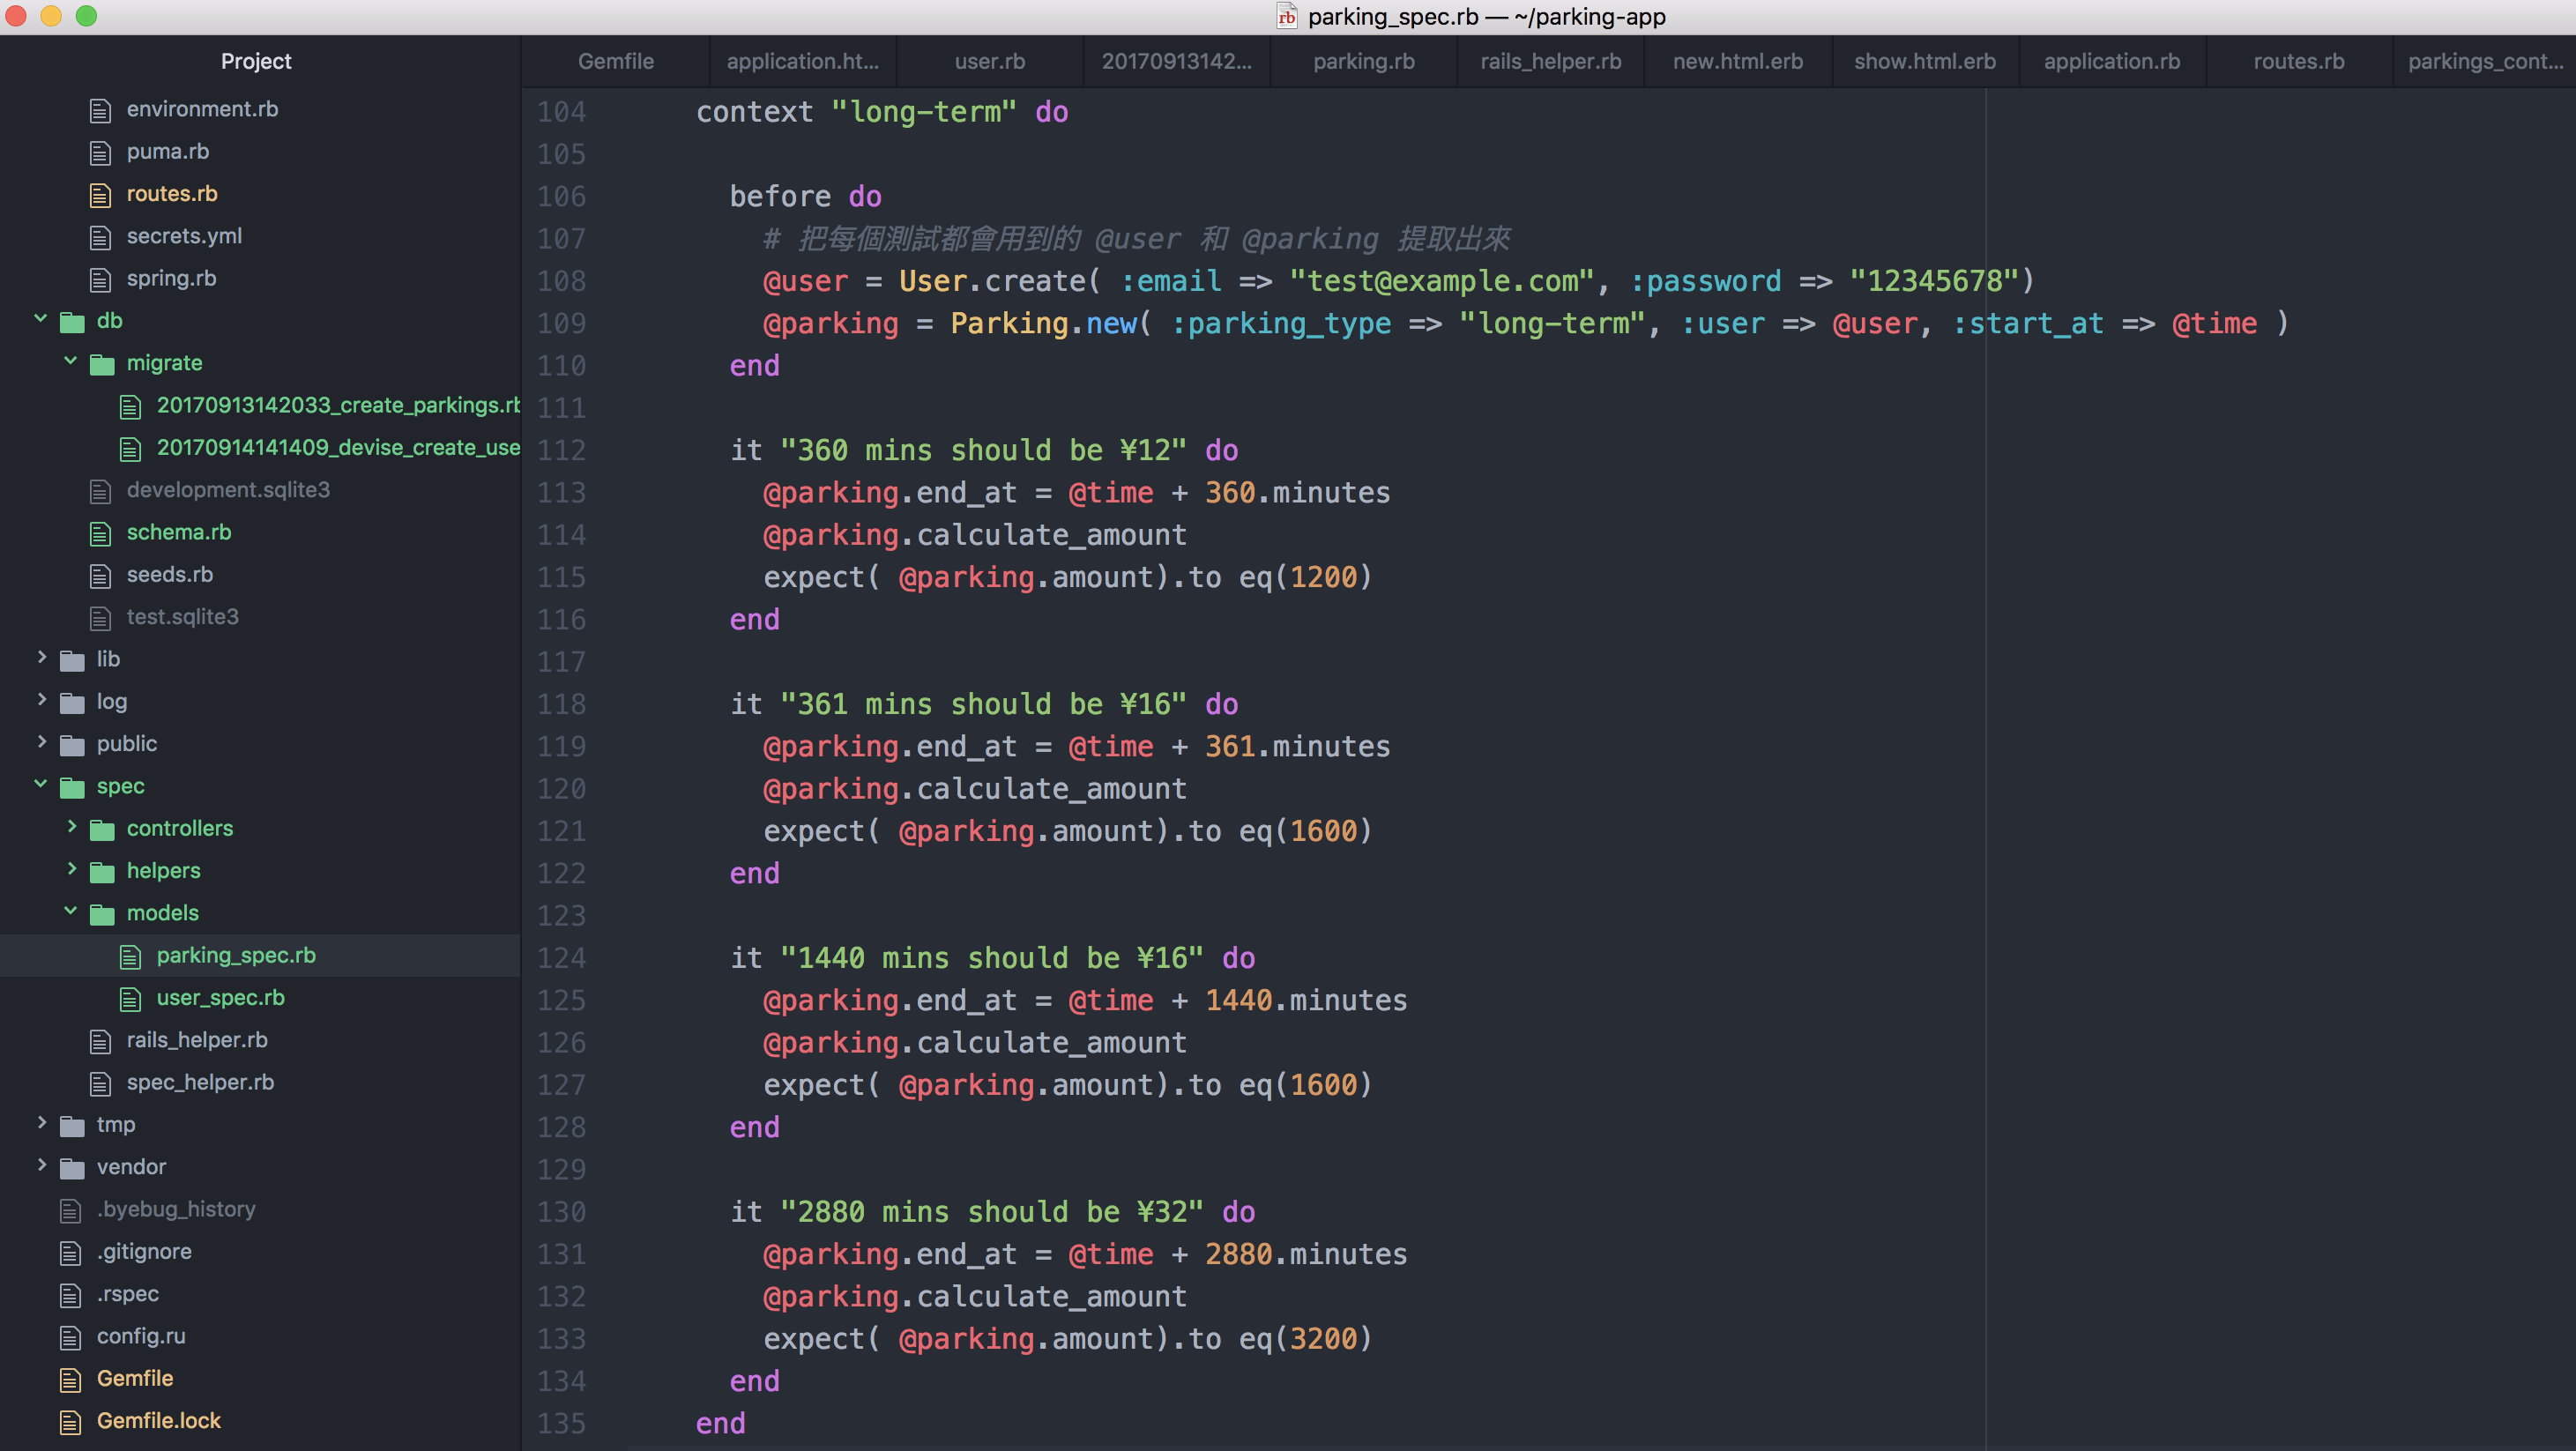 parking_spec.rb — ~/parking-app
Project
Gemfile
application.ht...
user.rb
20170913142...
parking.rb
rails_helper.rb
new.html.erb
show.html.erb
application.rb
routes.rb
parkings_cont...
environment.rb
puma.rb
routes.rb
secrets.yml
spring.rb
db
migrate
20170913142033_create_parkings.rb
20170914141409_devise_create_use
development.sqlite3
schema.rb
seeds.rb
test.sqlite3
lib
log
public
spec
controllers
helpers
models
parking_spec.rb
user_spec.rb
rails_helper.rb
spec_helper.rb
tmp
vendor
.byebug_history
.gitignore
.rspec
config.ru
Gemfile
Gemfile.lock
104 context "long-term" do
105
106 before do
107 # 把每個測試都會用到的 @user 和 @parking 提取出來
108 @user = User.create( :email => "test@example.com", :password => "12345678")
109 @parking = Parking.new( :parking_type => "long-term", :user => @user, :start_at => @time )
110 end
111
112 it "360 mins should be ¥12" do
113 @parking.end_at = @time + 360.minutes
114 @parking.calculate_amount
115 expect( @parking.amount).to eq(1200)
116 end
117
118 it "361 mins should be ¥16" do
119 @parking.end_at = @time + 361.minutes
120 @parking.calculate_amount
121 expect( @parking.amount).to eq(1600)
122 end
123
124 it "1440 mins should be ¥16" do
125 @parking.end_at = @time + 1440.minutes
126 @parking.calculate_amount
127 expect( @parking.amount).to eq(1600)
128 end
129
130 it "2880 mins should be ¥32" do
131 @parking.end_at = @time + 2880.minutes
132 @parking.calculate_amount
133 expect( @parking.amount).to eq(3200)
134 end
135 end